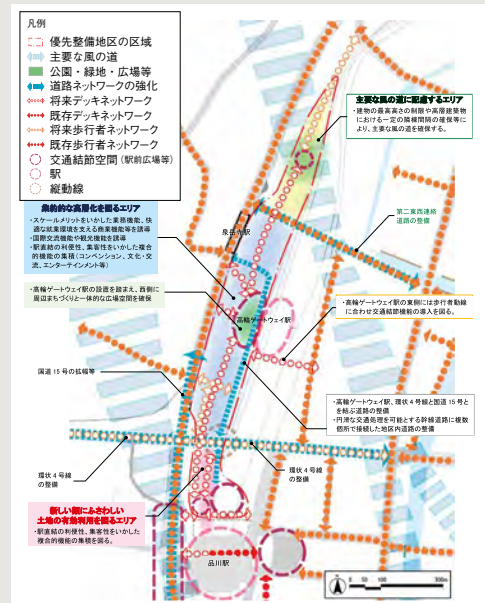 凡例
優先整備地区の区域
主要な風の道
公園・緑地・広場等
道路ネットワークの強化
将来デッキネットワーク
既存デッキネットワーク
将来歩行者ネットワーク
既存歩行者ネットワーク
交通結節空間（駅前広場等）
駅
縦動線
主要な風の道に配慮するエリア
・建物の最高高さの制限や高層建築物
における一定の隣棟間隔の確保等に
より、主要な風の道を確保する。
集約的な高層化を図るエリア
・スケールメリットをいかした業務機能、快
適な就業環境を支える商業機能等を誘導
・国際交流機能や観光機能を誘導
・駅直結の利便性、集客性をいかした複合
的機能の集積（コンベンション、文化・交
流、エンターテインメント等）
泉岳寺駅
第二東西連絡
道路の整備
・高輪ゲートウェイ駅の設置を踏まえ、西側に
周辺まちづくりと一体的な広場空間を確保
高輪ゲートウェイ駅
・高輪ゲートウェイ駅の東側には歩行者動線
に合わせ交通結節機能の導入を図る。
国道15号の拡幅等
・高輪ゲートウェイ駅、環状4号線と国道15号と
を結ぶ道路の整備
・円滑な交通処理を可能とする幹線道路に複数
個所で接続した地区内道路の整備
環状4号線
の整備
環状4号線
の整備
新しい顔にふさわしい
土地の有効利用を図るエリア
・駅直結の利便性、集客性をいかした
複合的機能の集積を図る。
品川駅
0 50 100 300m